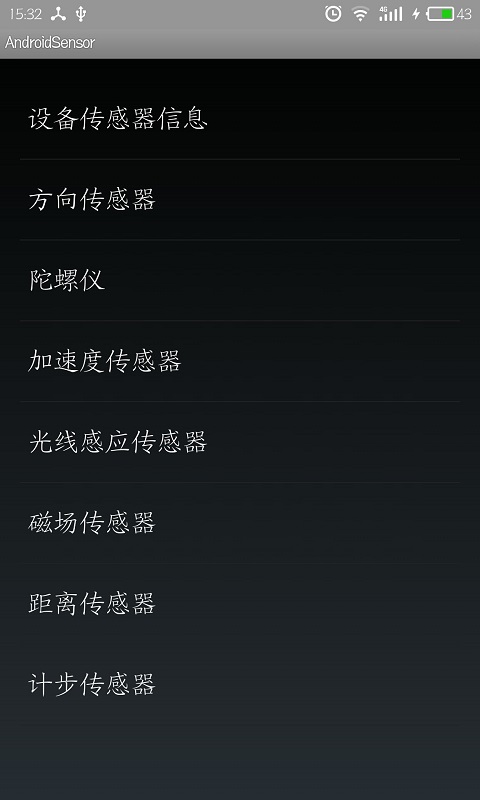 15:32 4G 43
AndroidSensor
设备传感器信息
方向传感器
陀螺仪
加速度传感器
光线感应传感器
磁场传感器
距离传感器
计步传感器